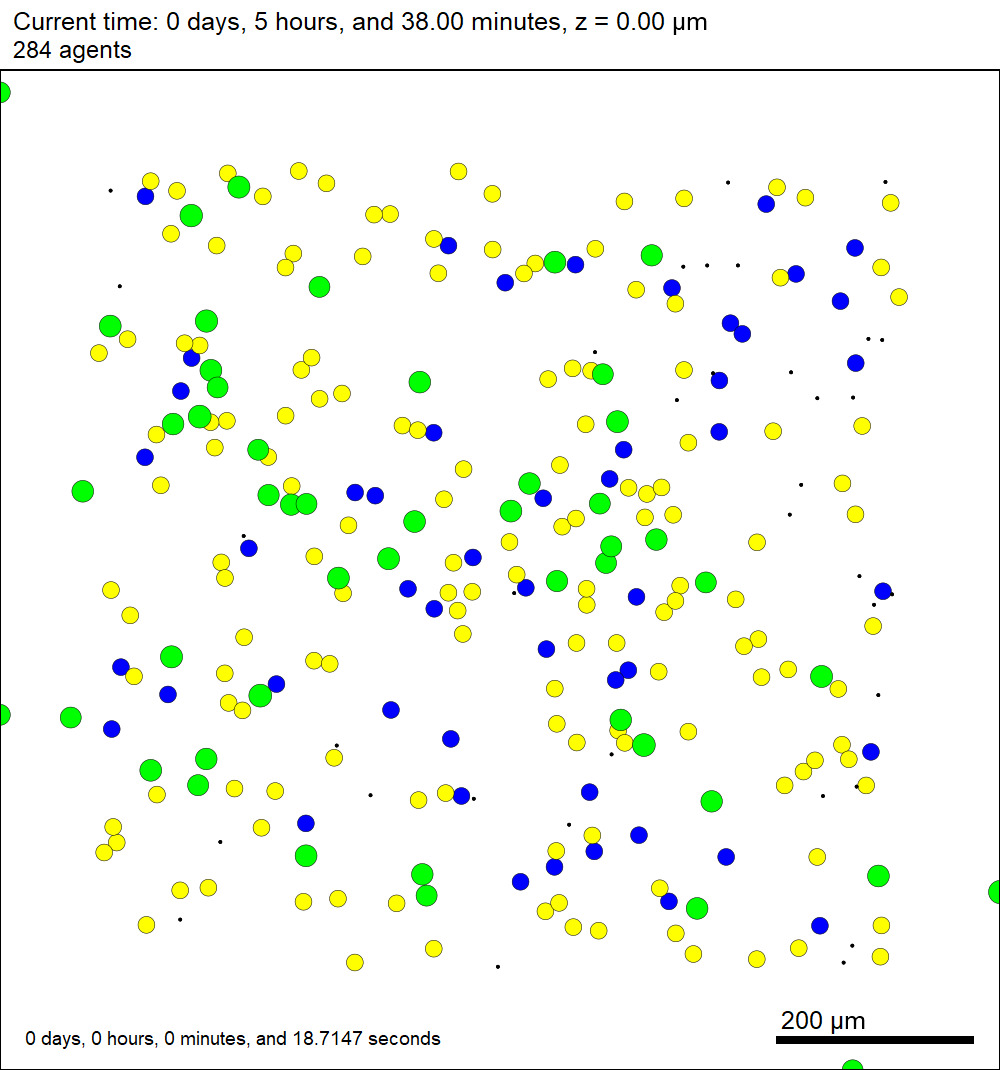 Current time: 0 days, 5 hours, and 38.00 minutes, z = 0.00 µm
284 agents
200 µm
0 days, 0 hours, 0 minutes, and 18.7147 seconds